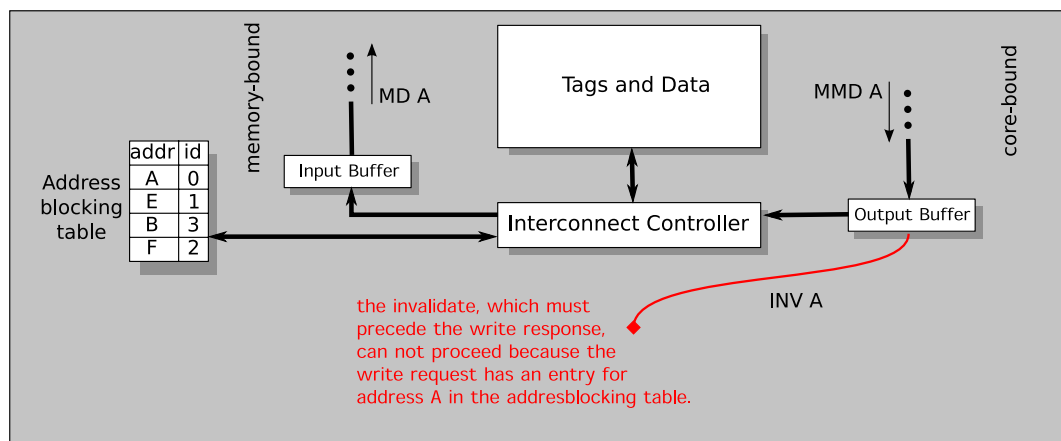 memory-bound
MD A
Tags and Data
MMD A
core-bound
addr id
A 0
E 1
B 3
F 2
Address
blocking
table
Input Buffer
Interconnect Controller
Output Buffer
INV A
the invalidate, which must
precede the write response,
can not proceed because the
write request has an entry for
address A in the addresblocking table.